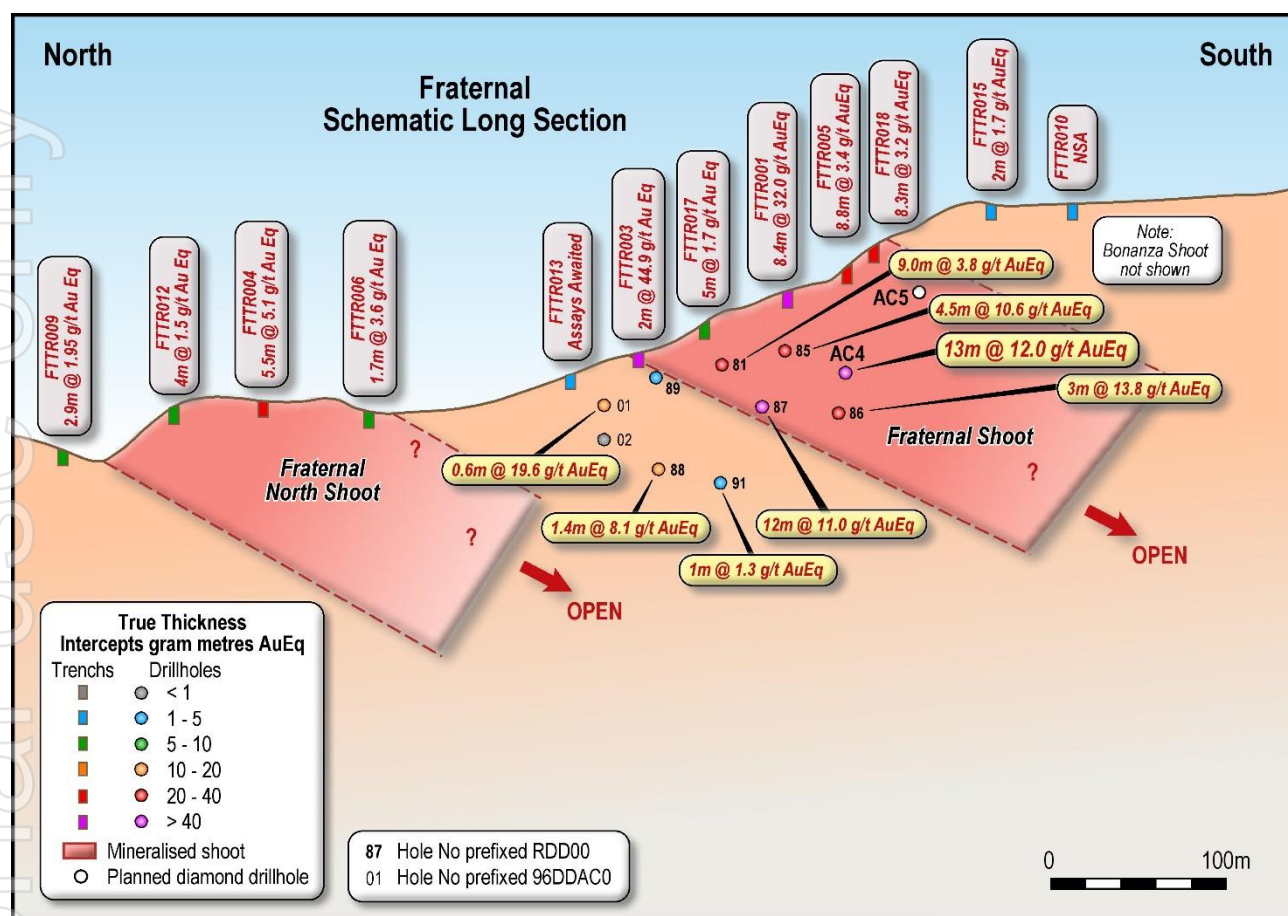 North
South
Fraternal
Schematic Long Section
FTTR009
2.9m @ 1.95 g/t Au Eq
FTTR012
4m @ 1.5 g/t Au Eq
FTTR004
5.5m @ 5.1 g/t Au Eq
FTTR006
1.7m @ 3.6 g/t Au Eq
FTTR013
Assays Awaited
FTTR003
2m @ 44.9 g/t Au Eq
FTTR017
5m @ 1.7 g/t Au Eq
FTTR001
8.4m @ 32.0 g/t AuEq
FTTR005
8.8m @ 3.4 g/t AuEq
FTTR018
8.3m @ 3.2 g/t AuEq
FTTR015
2m @ 1.7 g/t AuEq
FTTR010
NSA
Note:
Bonanza Shoot
not shown
9.0m @ 3.8 g/t AuEq
AC5
4.5m @ 10.6 g/t AuEq
85
AC4
13m @ 12.0 g/t AuEq
81
89
3m @ 13.8 g/t AuEq
01
87
86
Fraternal Shoot
02
?
Fraternal
North Shoot
0.6m @ 19.6 g/t AuEq
88
91
?
?
1.4m @ 8.1 g/t AuEq
12m @ 11.0 g/t AuEq
1m @ 1.3 g/t AuEq
OPEN
OPEN
True Thickness
Intercepts gram metres AuEq
Trenchs Drillholes
< 1
1 - 5
5 - 10
10 - 20
20 - 40
> 40
Mineralised shoot
Planned diamond drillhole
87 Hole No prefixed RDD00
01 Hole No prefixed 96DDAC0
0 100m